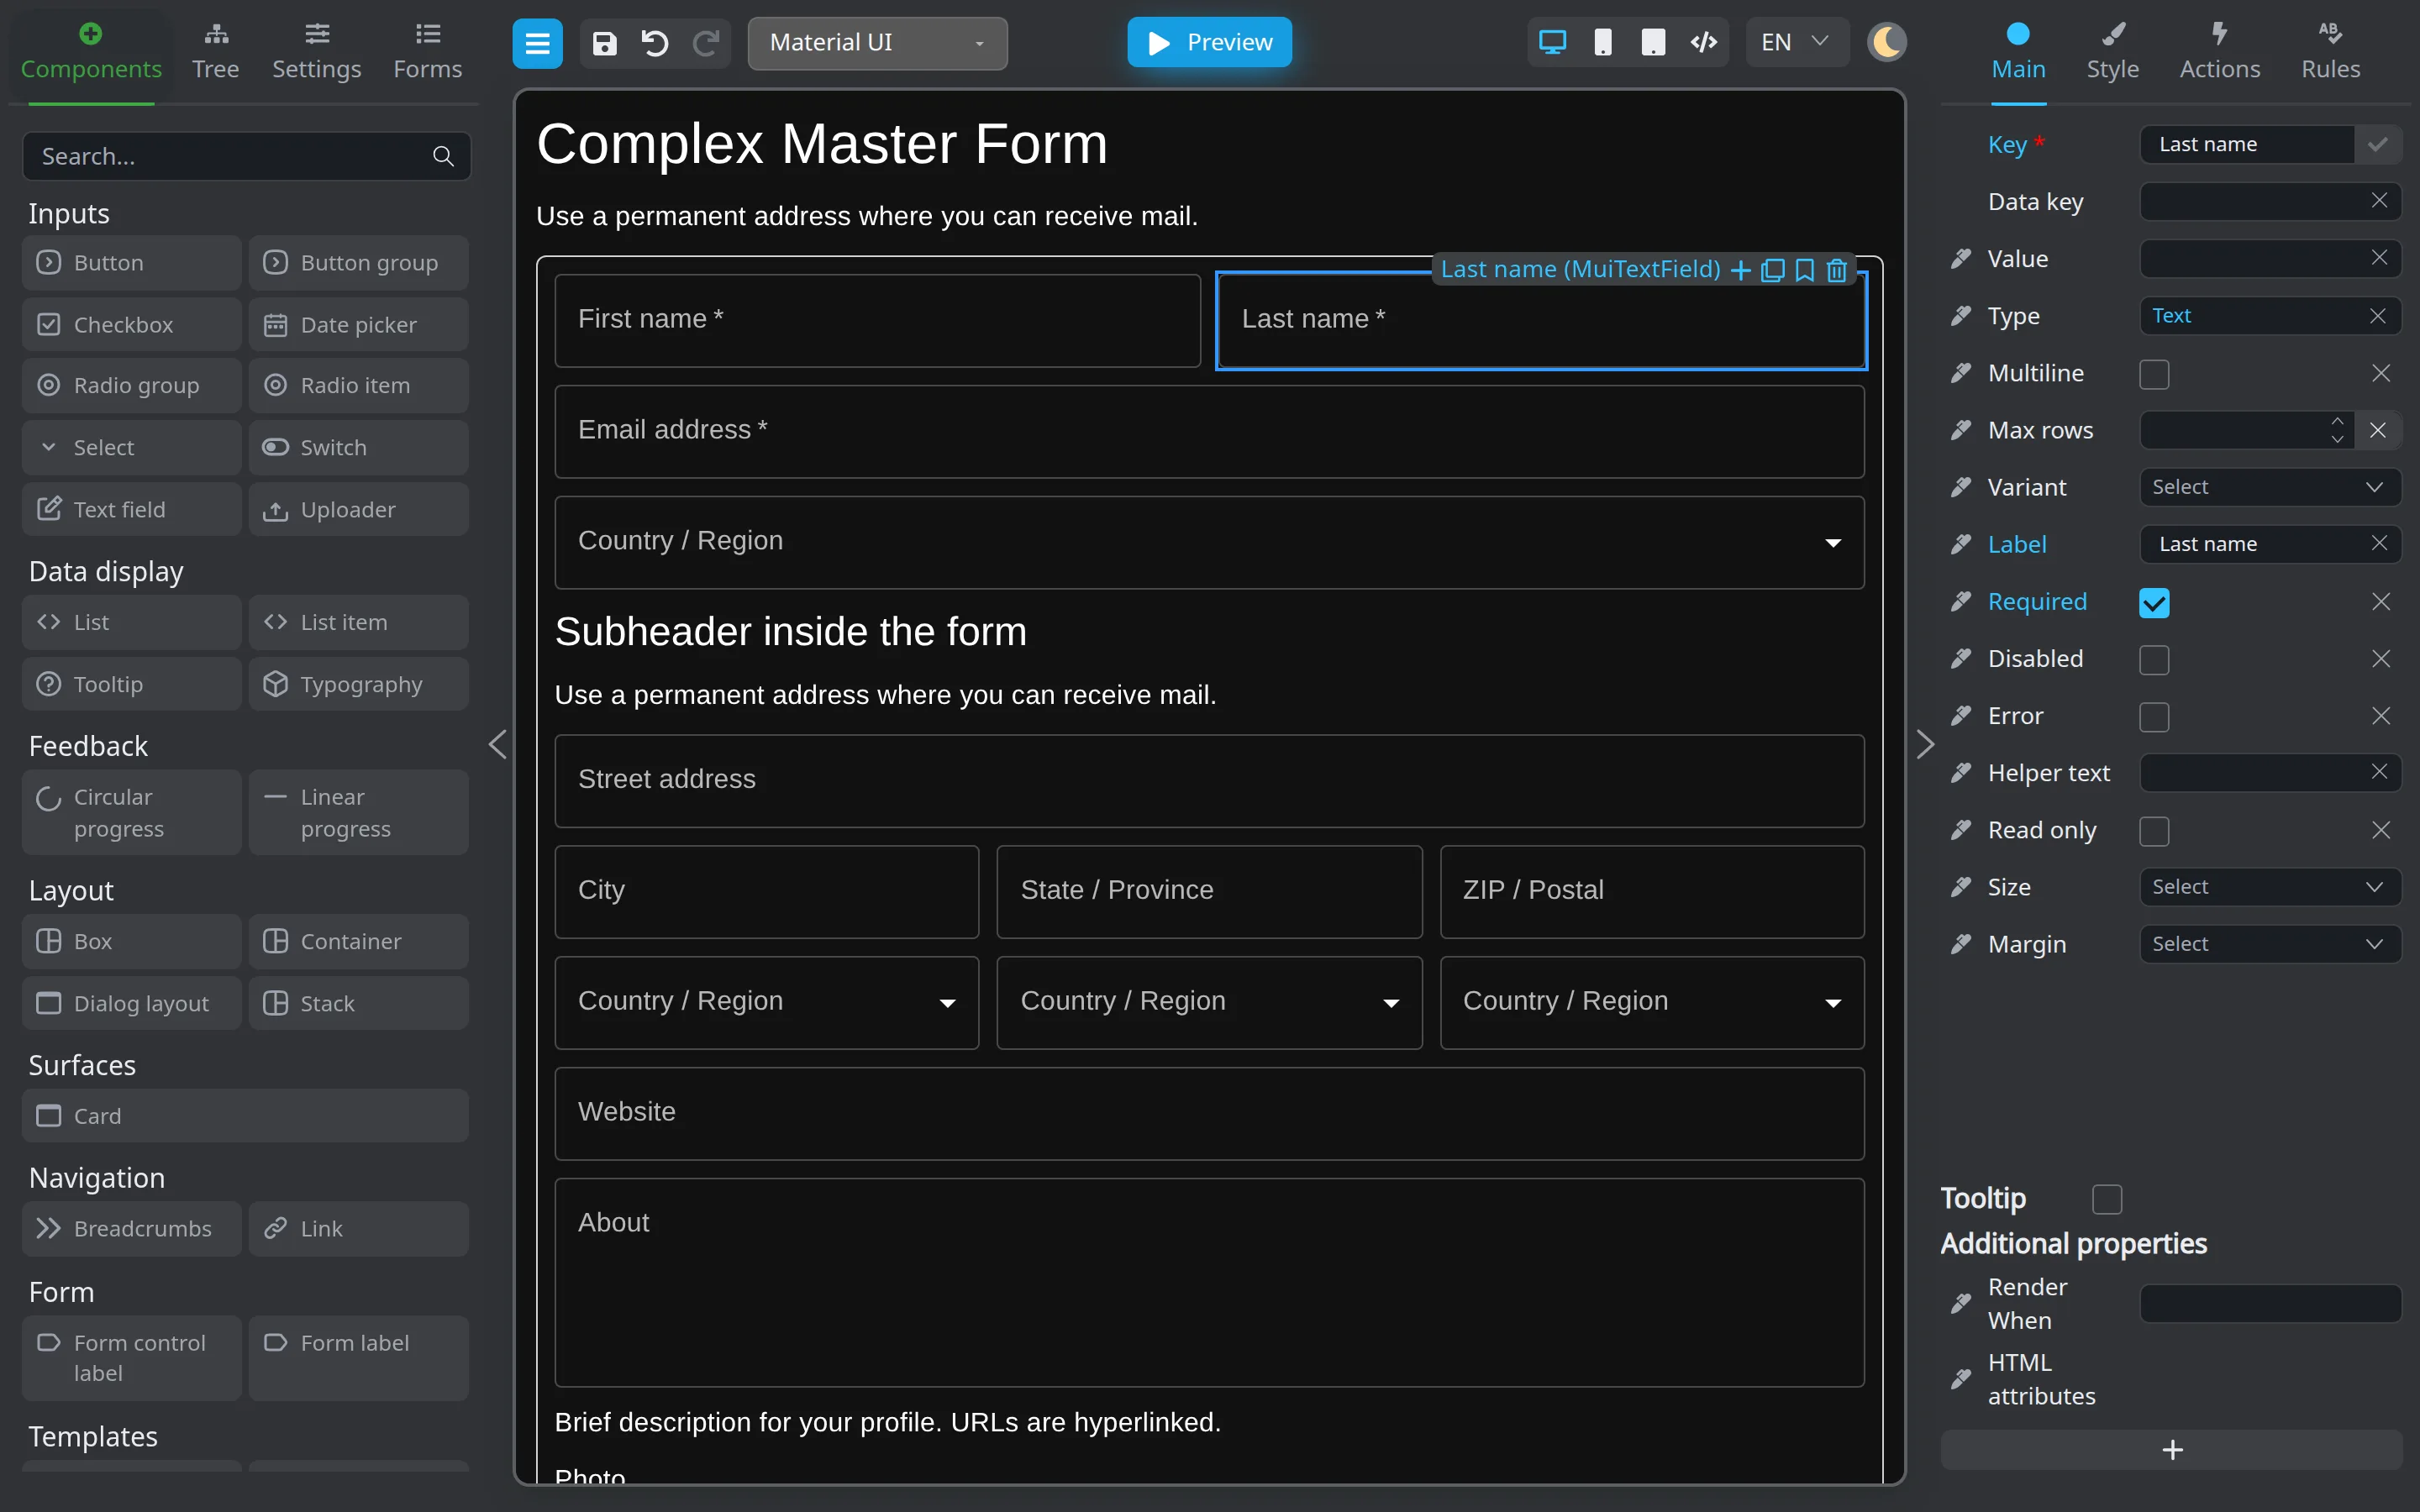 Components
Tree
Settings
Forms
Material UI
Preview
EN
Main
Style
Actions
Rules
Search...
Inputs
Button
Button group
Checkbox
Date picker
Radio group
Radio item
Select
Switch
Text field
Uploader
Data display
List
List item
Tooltip
Typography
Feedback
Circular
progress
Linear
progress
Layout
Box
Container
Dialog layout
Stack
Surfaces
Card
Navigation
Breadcrumbs
Link
Form
Form control
label
Form label
Templates
Complex Master Form
Use a permanent address where you can receive mail.
Last name (MuiTextField)
First name *
Last name *
Email address *
Country / Region
Subheader inside the form
Use a permanent address where you can receive mail.
Street address
City
State / Province
ZIP / Postal
Country / Region
Country / Region
Country / Region
Website
About
Brief description for your profile. URLs are hyperlinked.
Photo
Key *
Last name
Data key
Value
Type
Text
Multiline
Max rows
Variant
Select
Label
Last name
Required
Disabled
Error
Helper text
Read only
Size
Select
Margin
Select
Tooltip
Additional properties
Render
When
HTML
attributes